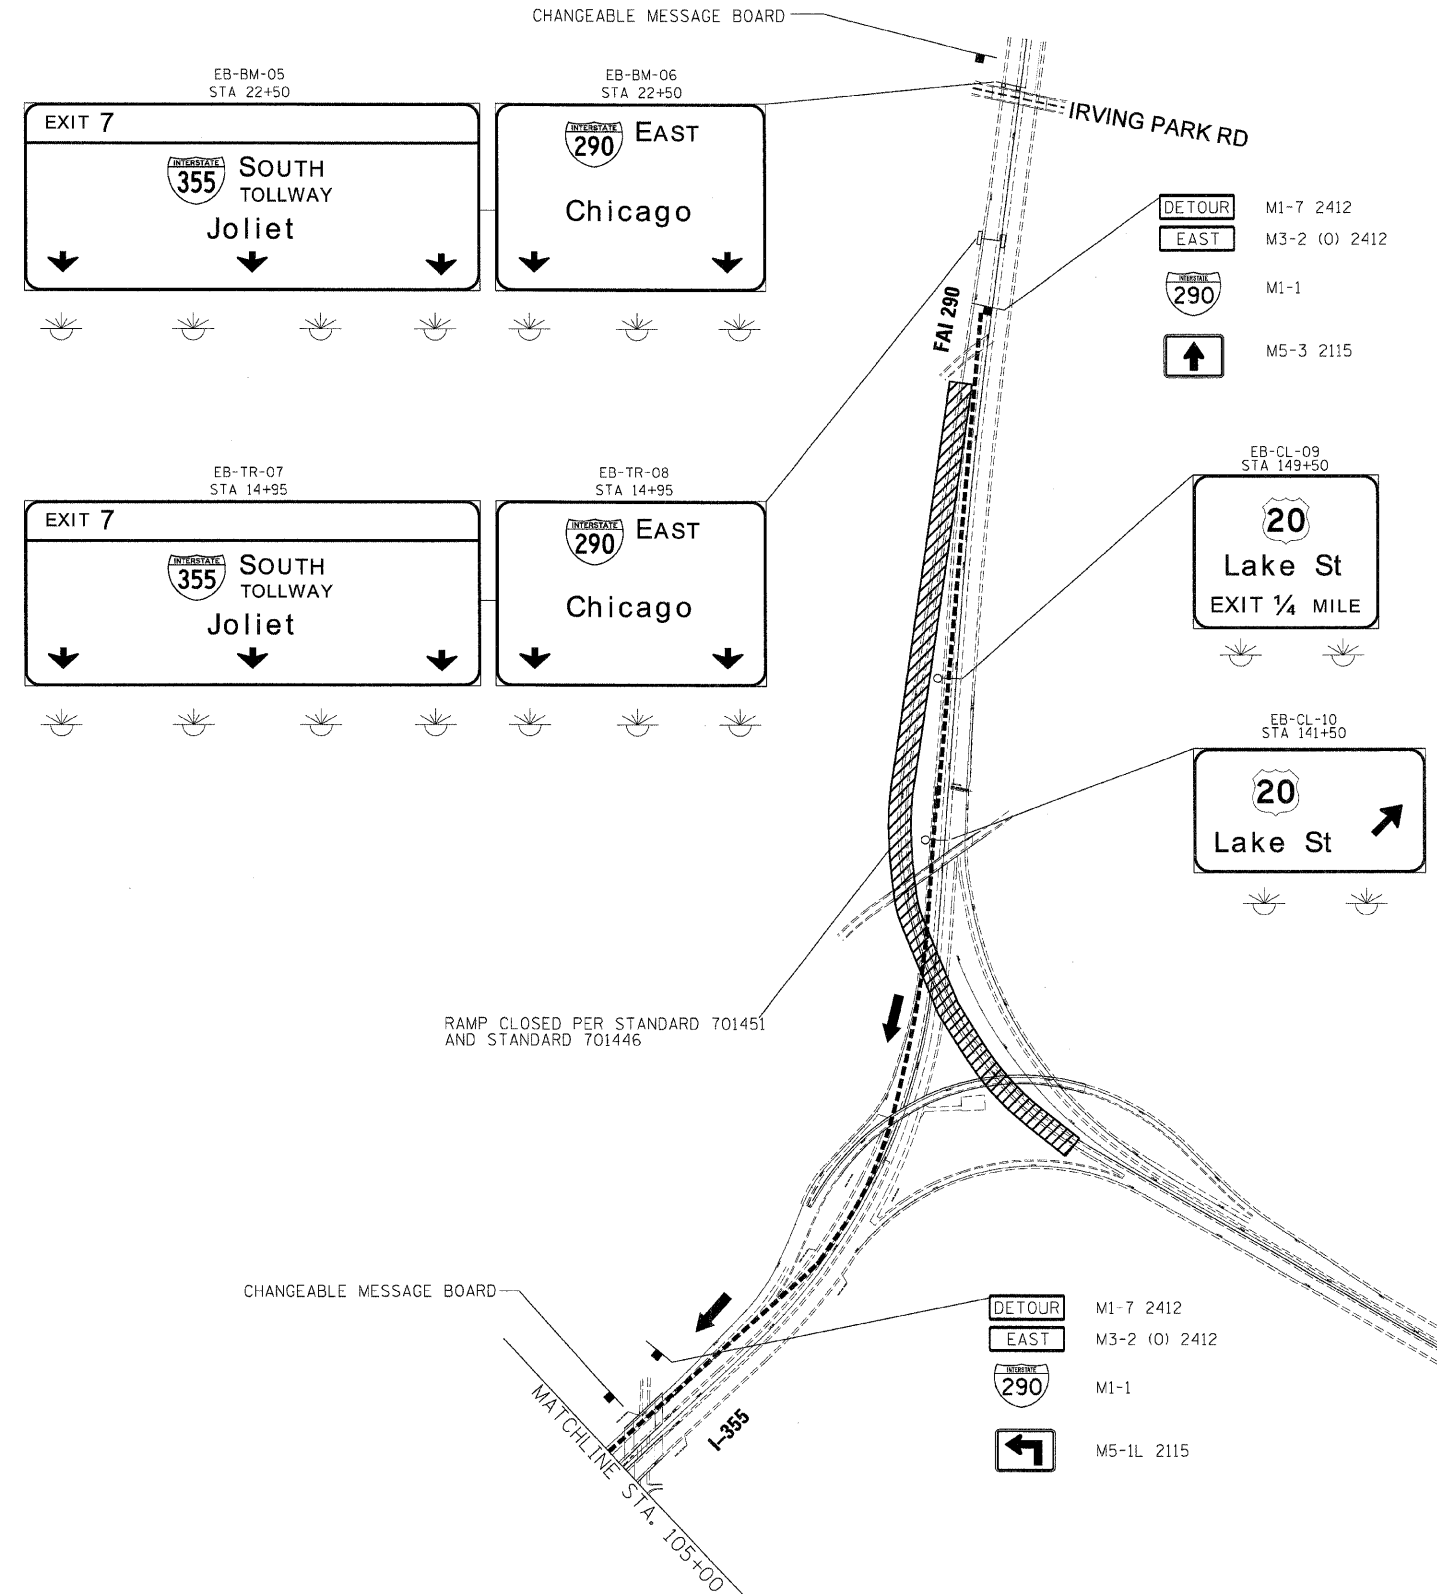 CHANGEABLE MESSAGE BOARD
EB-BM-05
STA 22+50
EXIT 7
INTERSTATE
355
SOUTH
TOLLWAY
Joliet
EB-BM-06
STA 22+50
INTERSTATE
290
EAST
Chicago
IRVING PARK RD
DETOUR M1-7 2412
EAST M3-2 (O) 2412
INTERSTATE
290 M1-1
M5-3 2115
FAI 290
EB-TR-07
STA 14+95
EXIT 7
INTERSTATE
355
SOUTH
TOLLWAY
Joliet
EB-TR-08
STA 14+95
INTERSTATE
290
EAST
Chicago
EB-CL-09
STA 149+50
20
Lake St
EXIT 1/4 MILE
EB-CL-10
STA 141+50
20
Lake St
RAMP CLOSED PER STANDARD 701451
AND STANDARD 701446
CHANGEABLE MESSAGE BOARD
DETOUR M1-7 2412
EAST M3-2 (O) 2412
INTERSTATE
290 M1-1
M5-1L 2115
I-355
MATCHLINE STA. 105+00